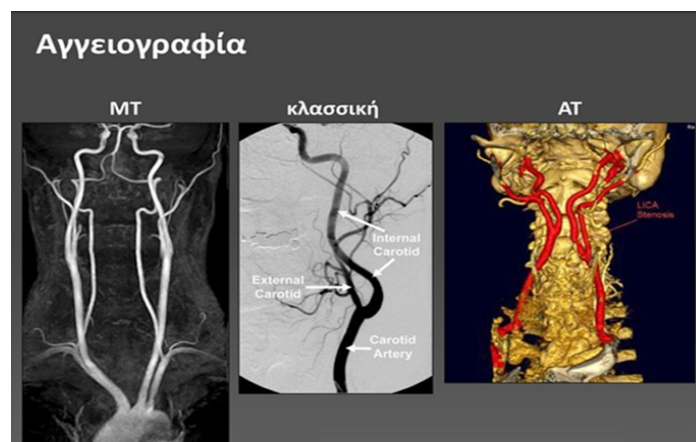 Αγγειογραφία
ΜΤ
κλασσική
ΑΤ
Internal
Carotid
External
Carotid
Carotid
Artery
LICA
Stenosis